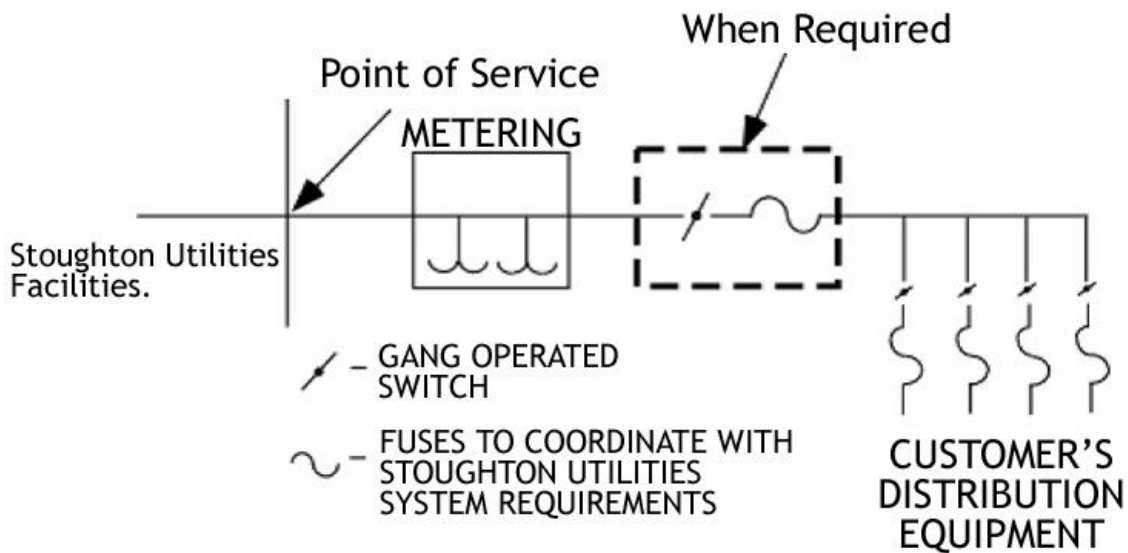 When Required
Point of Service
METERING
Stoughton Utilities
Facilities.
– GANG OPERATED
SWITCH
– FUSES TO COORDINATE WITH
STOUGHTON UTILITIES
SYSTEM REQUIREMENTS
CUSTOMER'S
DISTRIBUTION
EQUIPMENT